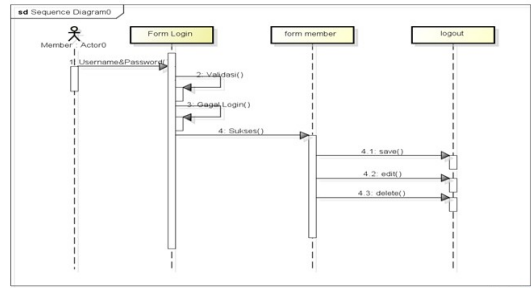 sd Sequence Diagram0
Form Login
form member
logout
Member : Actor0
1: Username&Password()
2: Validasi()
3: Gagal Login()
4: Sukses()
4.1: save()
4.2: edit()
4.3: delete()